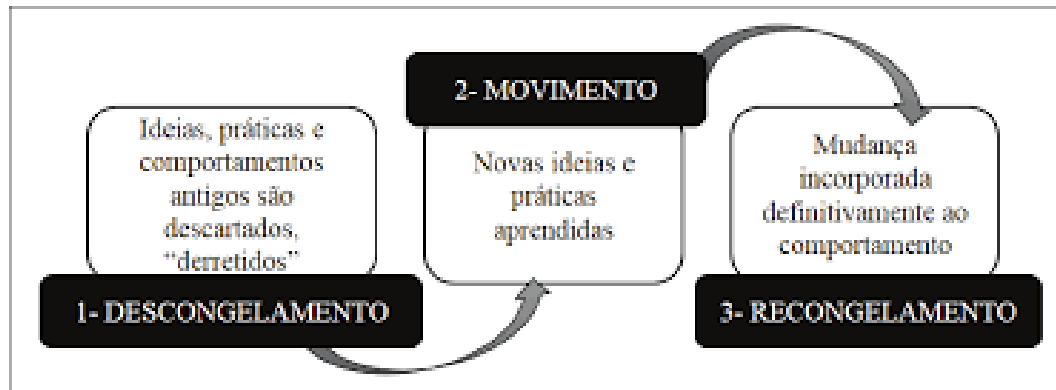 Ideias, práticas e
comportamentos
antigos são
descartados,
“derretidos”
1- DESCONGELAMENTO
2- MOVIMENTO
Novas ideias e
práticas
aprendidas
Mudança
incorporada
definitivamente ao
comportamento
3- RECONGELAMENTO